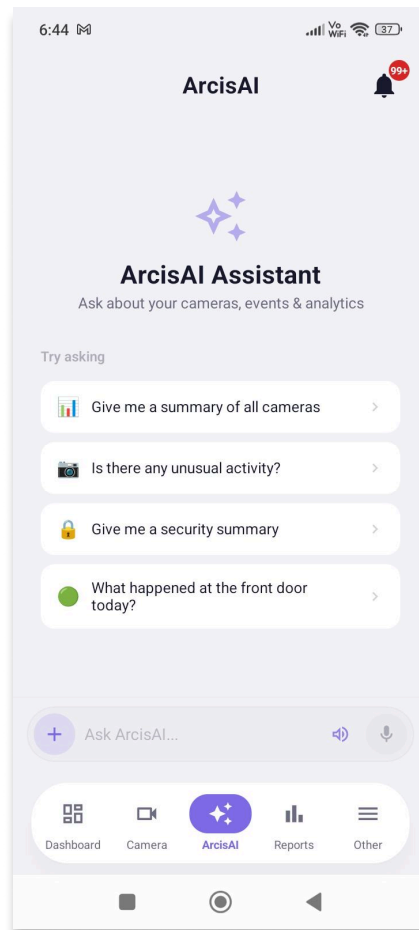 6:44
Vo
WiFi
37
ArcisAI
99+
ArcisAI Assistant
Ask about your cameras, events & analytics
Try asking
Give me a summary of all cameras
Is there any unusual activity?
Give me a security summary
What happened at the front door
today?
Ask ArcisAI...
Dashboard Camera ArcisAI Reports Other